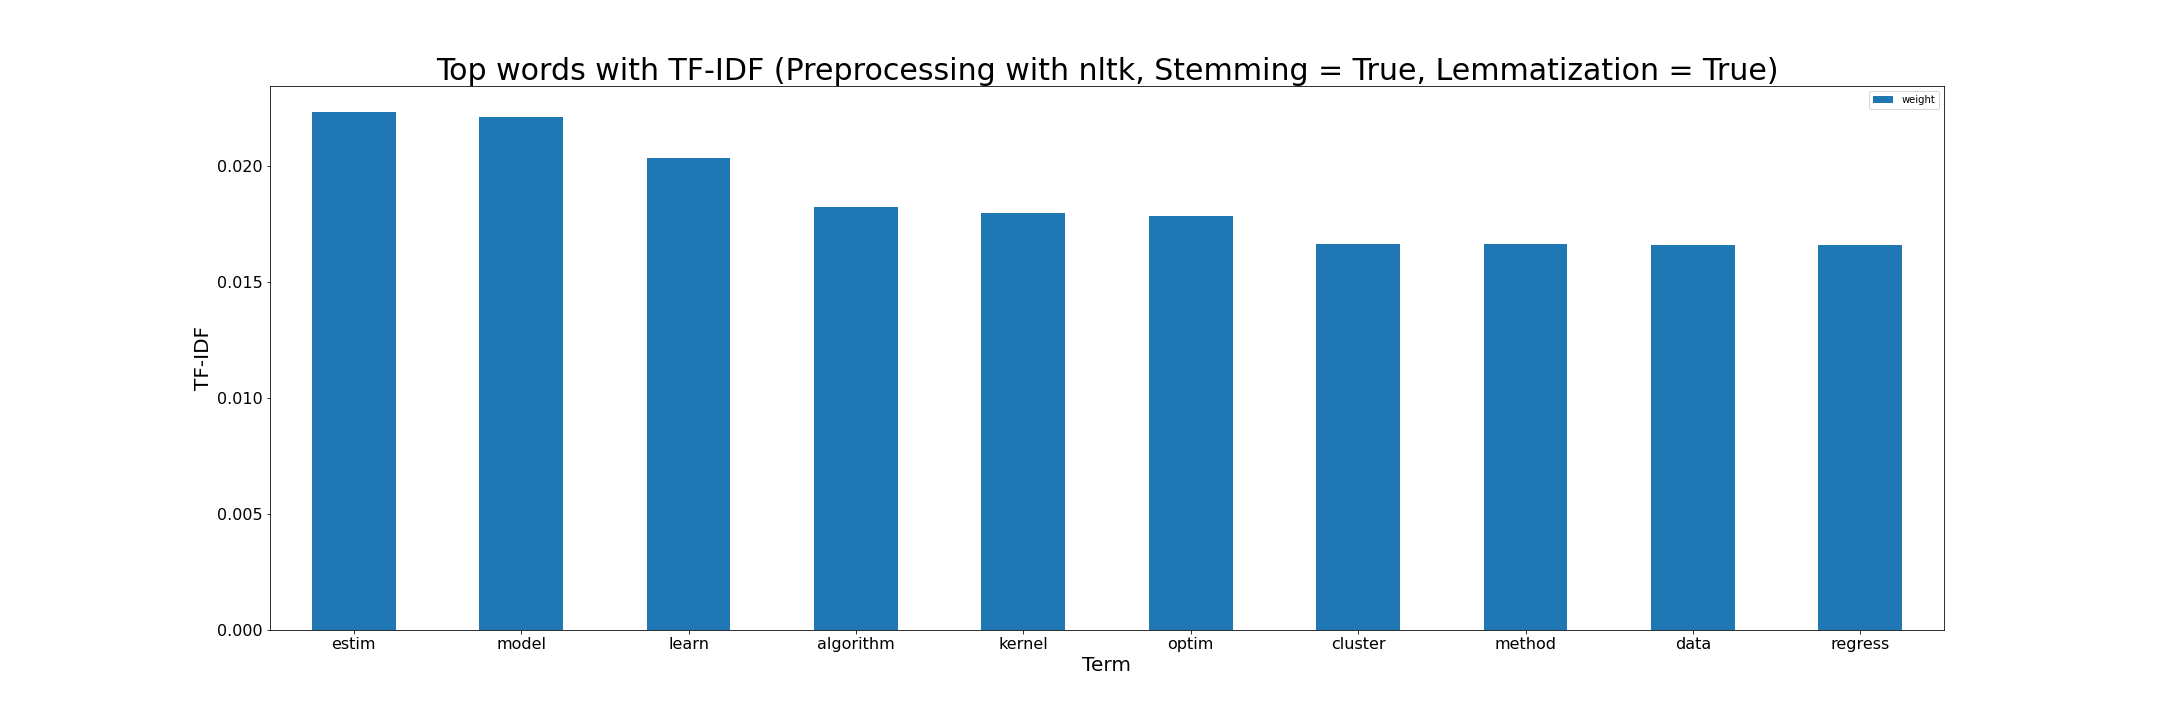 Top words with TF-IDF (Preprocessing with nltk, Stemming = True, Lemmatization = True)
weight
TF-IDF
0.020
0.015
0.010
0.005
0.000
estim model learn algorithm kernel optim cluster method data regress
Term